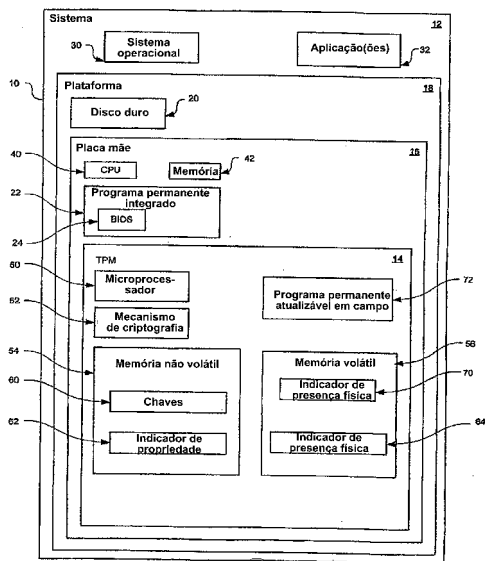 Sistema
12
30
Sistema
operacional
Aplicação(ões)
32
10
Plataforma
18
Disco duro
20
Placa mãe
16
40
CPU
Memória
42
22
Programa permanente
integrado
24
BIOS
TPM
14
60
Microproces-
sador
62
Mecanismo
de criptografia
Programa permanente
atualizável em campo
72
54
Memória não volátil
60
Chaves
62
Indicador de
propriedade
Memória volátil
58
Indicador de
presença física
70
Indicador de
presença física
64